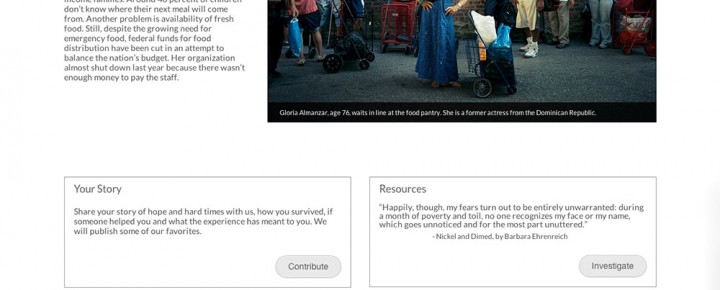 don't know where their next meal will come
from. Another problem is availability of fresh
food. Still, despite the growing need for
emergency food, federal funds for food
distribution have been cut in an attempt to
balance the nation's budget. Her organization
almost shut down last year because there wasn't
enough money to pay the staff.
Gloria Almanzar, age 76, waits in line at the food pantry. She is a former actress from the Dominican Republic.
Your Story
Share your story of hope and hard times with us, how you survived, if
someone helped you and what the experience has meant to you. We
will publish some of our favorites.
Contribute
Resources
"Happily, though, my fears turn out to be entirely unwarranted: during
a month of poverty and toil, no one recognizes my face or my name,
which goes unnoticed and for the most part unuttered."
- Nickel and Dimed, by Barbara Ehrenreich
Investigate